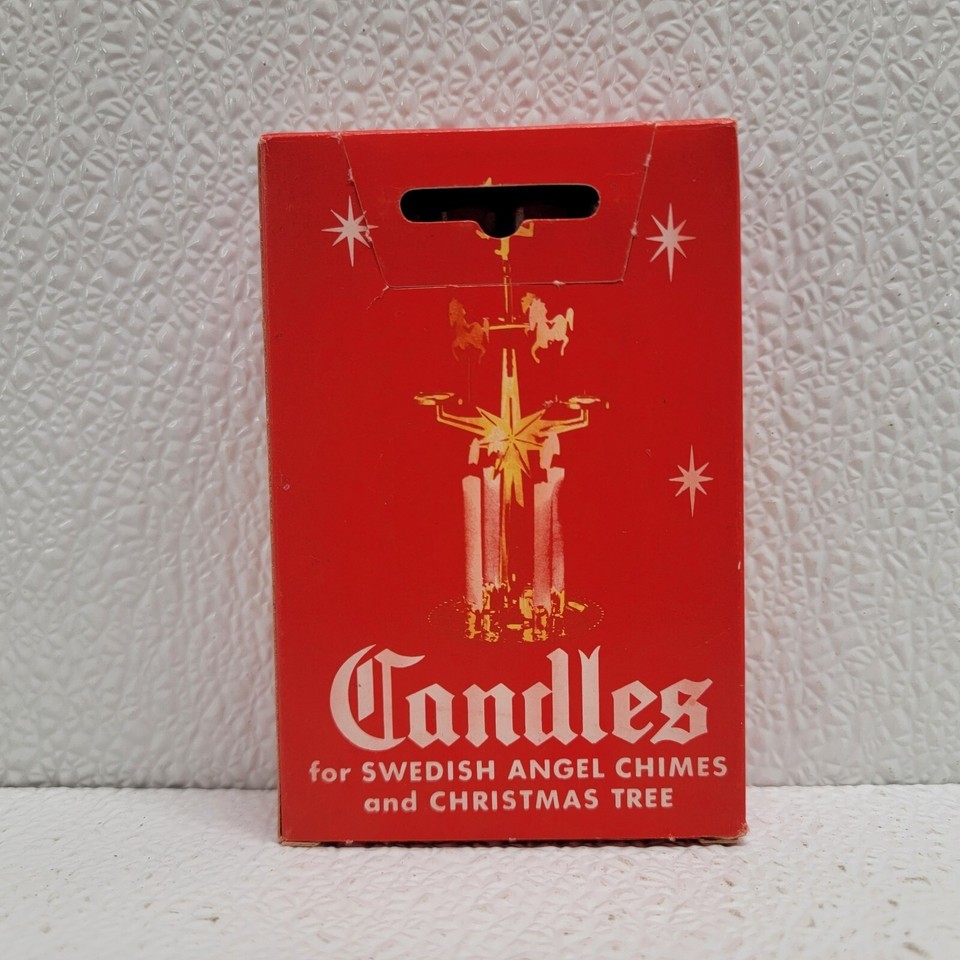 Candles
for SWEDISH ANGEL CHIMES
and CHRISTMAS TREE